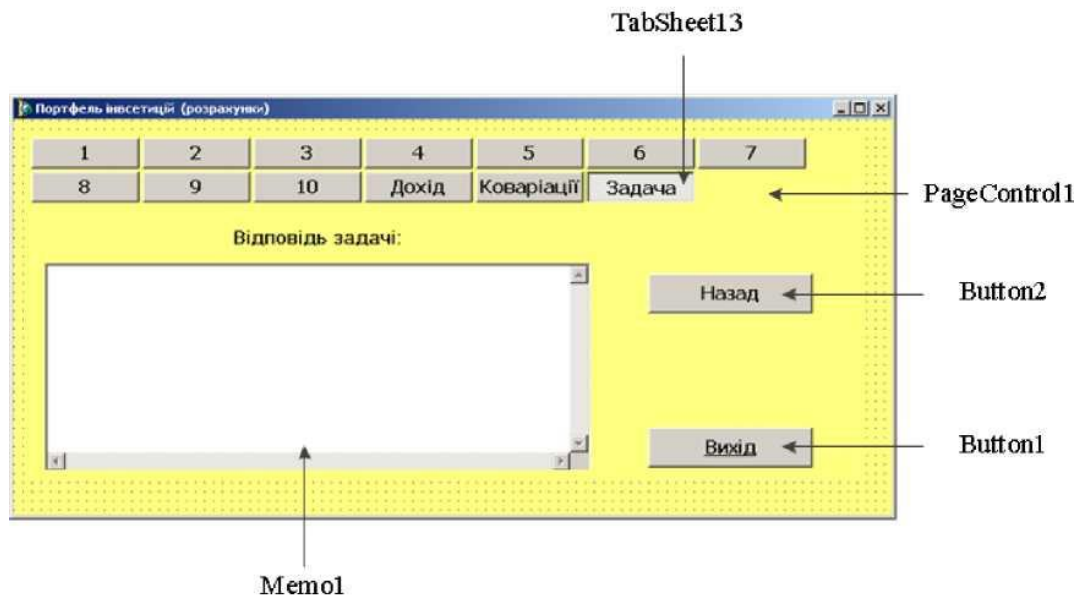 TabSheet13
Портфель інвсетицій (розрахунки)
1 2 3 4 5 6 7
8 9 10 Дохід Коваріації Задача
PageControl1
Відповідь задачі:
Назад
Button2
Вихід
Button1
Memo1